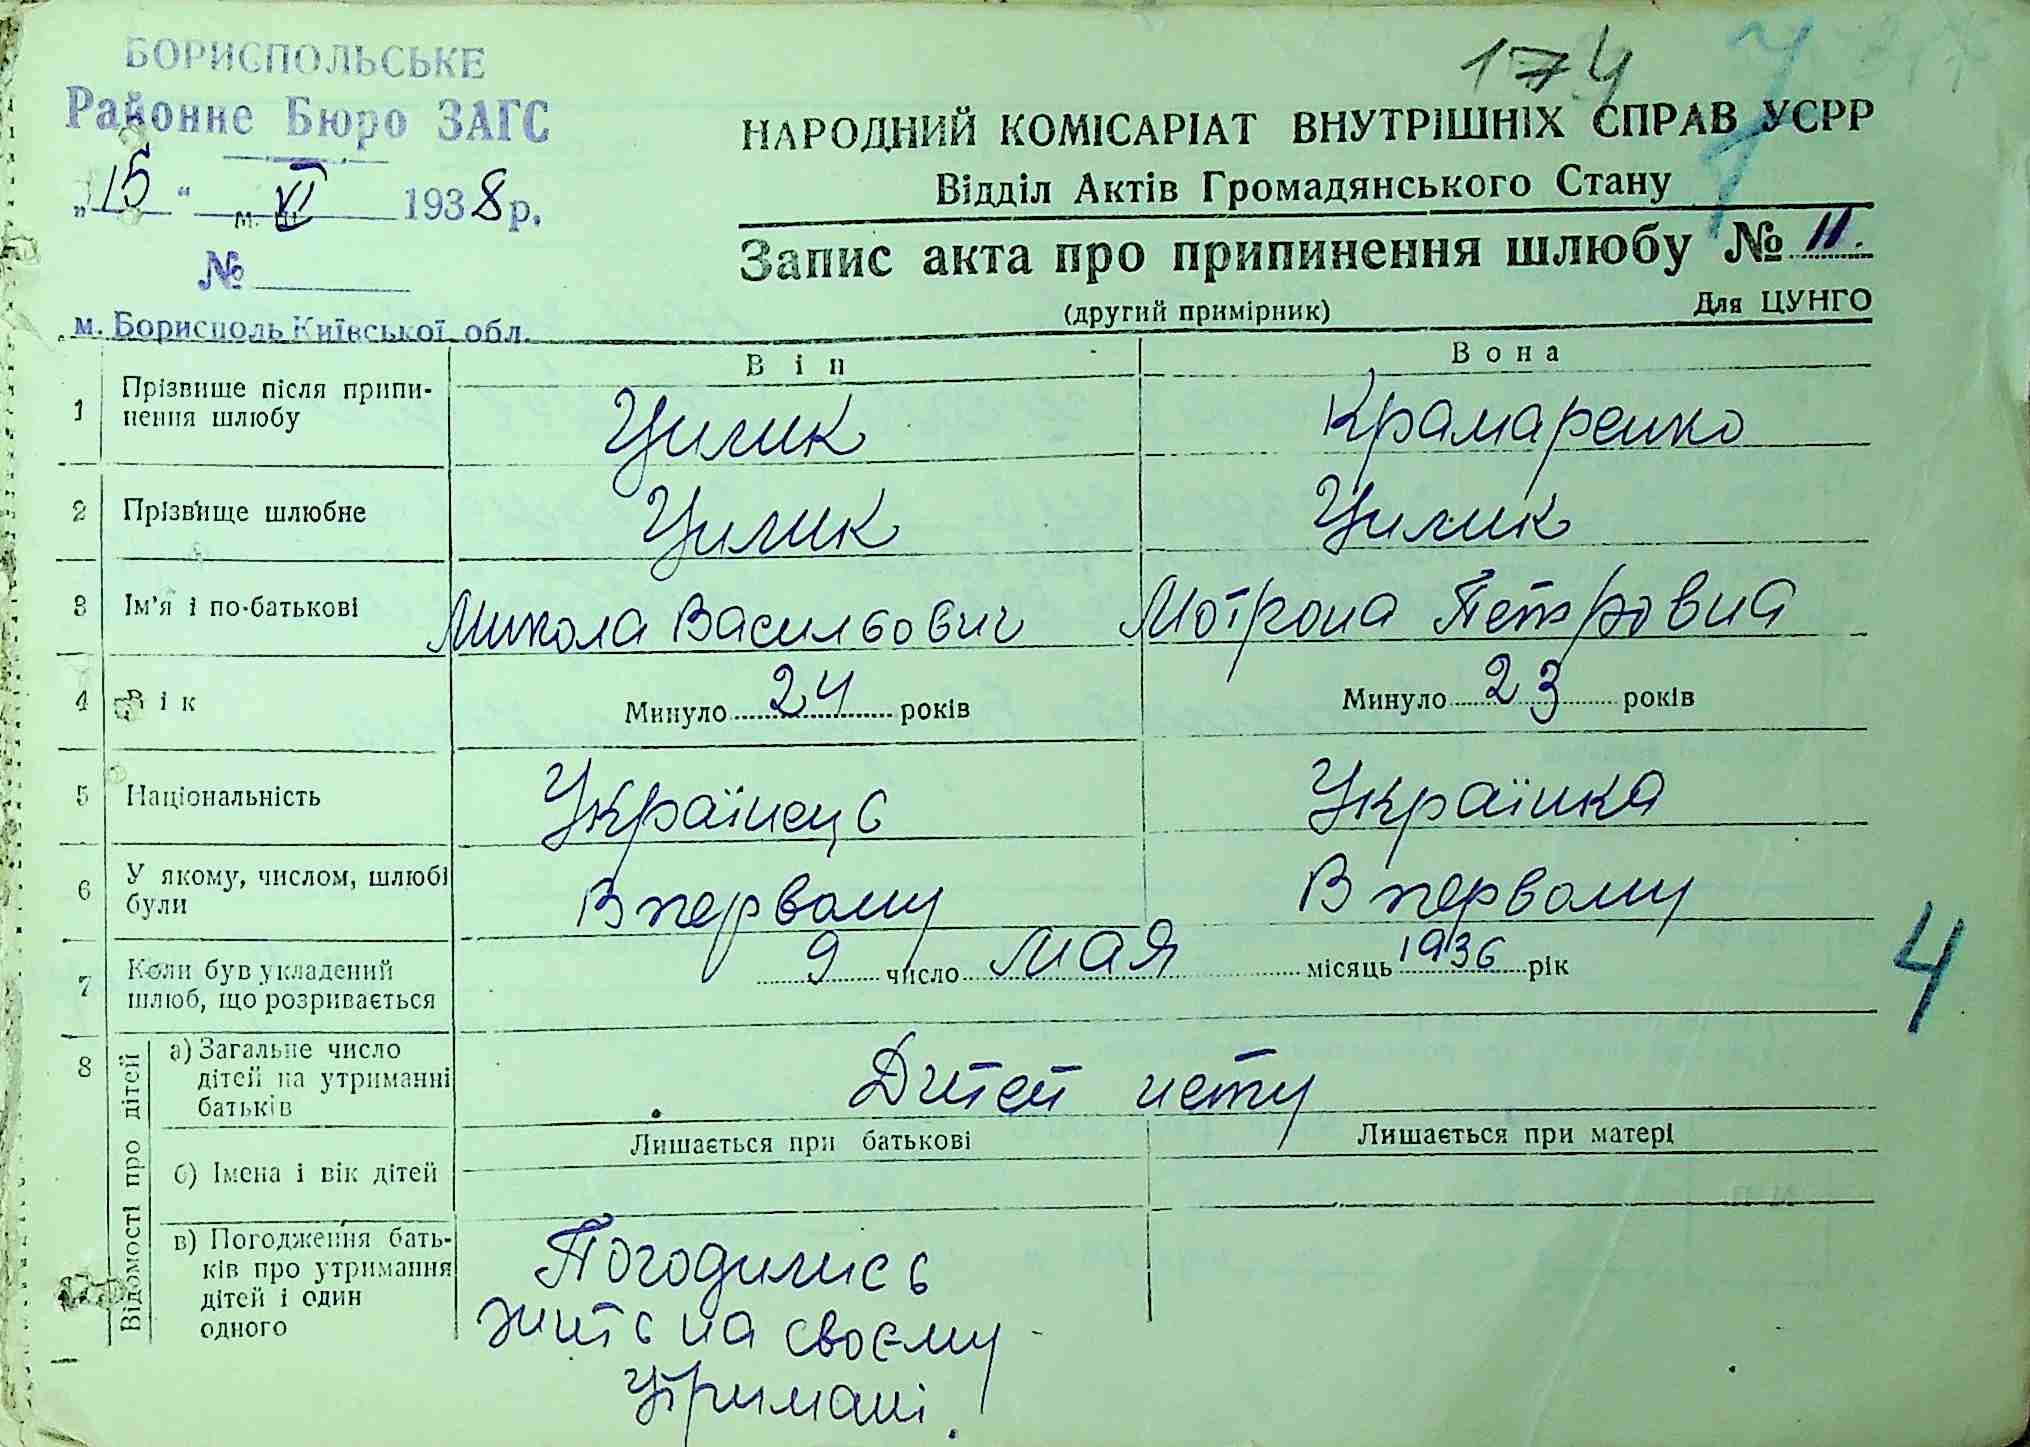 БОРИСПОЛЬСЬКЕ
Районне Бюро ЗАГС
„15“ VI 1938 р.
№
м. Борисполь Київської обл.
174
НАРОДНИЙ КОМІСАРІАТ ВНУТРІШНІХ СПРАВ УСРР
Відділ Актів Громадянського Стану
Запис акта про припинення шлюбу № 11.
(другий примірник) Для ЦУНГО
Він Вона
1 Прізвище після припинення шлюбу Цилик Крамаренко
2 Прізвище шлюбне Цилик Цилик
3 Ім’я і по-батькові Микола Васильович Мотрона Петровна
4 Вік Минуло 24 років Минуло 23 років
5 Національність Українець Українка
6 У якому, числом, шлюбі були В первому В первому
7 Коли був укладений шлюб, що розривається 9 число мая місяць 1936 рік
4
8 Відомості про дітей
а) Загальне число дітей на утриманні батьків Дитей нету
Лишається при батькові Лишається при матері
б) Імена і вік дітей
в) Погодження батьків про утримання дітей і один одного
Погодились
жить на своєму
утримані.